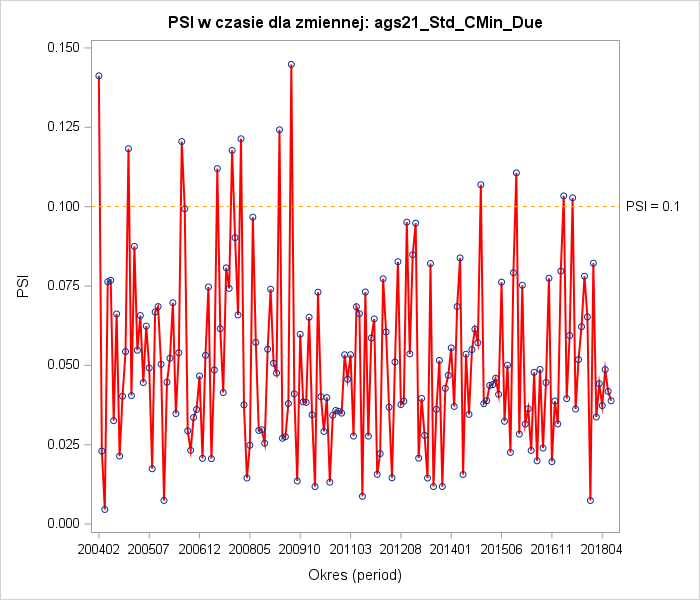 PSI w czasie dla zmiennej: ags21_Std_CMin_Due
0.150
0.125
0.100
0.075
0.050
0.025
0.000
PSI
PSI = 0.1
200402 200507 200612 200805 200910 201103 201208 201401 201506 201611 201804
Okres (period)